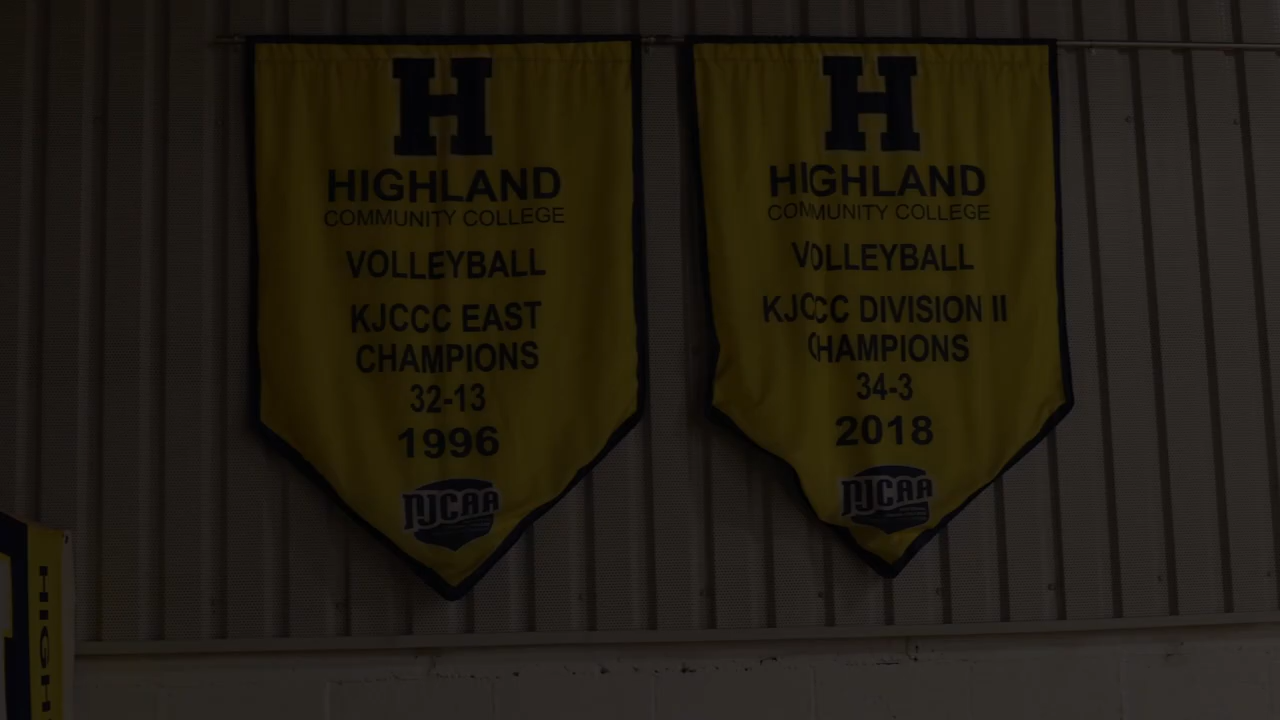 H
HIGHLAND
COMMUNITY COLLEGE
VOLLEYBALL
KJCCC EAST
CHAMPIONS
32-13
1996
NJCAA
H
HIGHLAND
COMMUNITY COLLEGE
VOLLEYBALL
KJCCC DIVISION II
CHAMPIONS
34-3
2018
NJCAA
HIGH